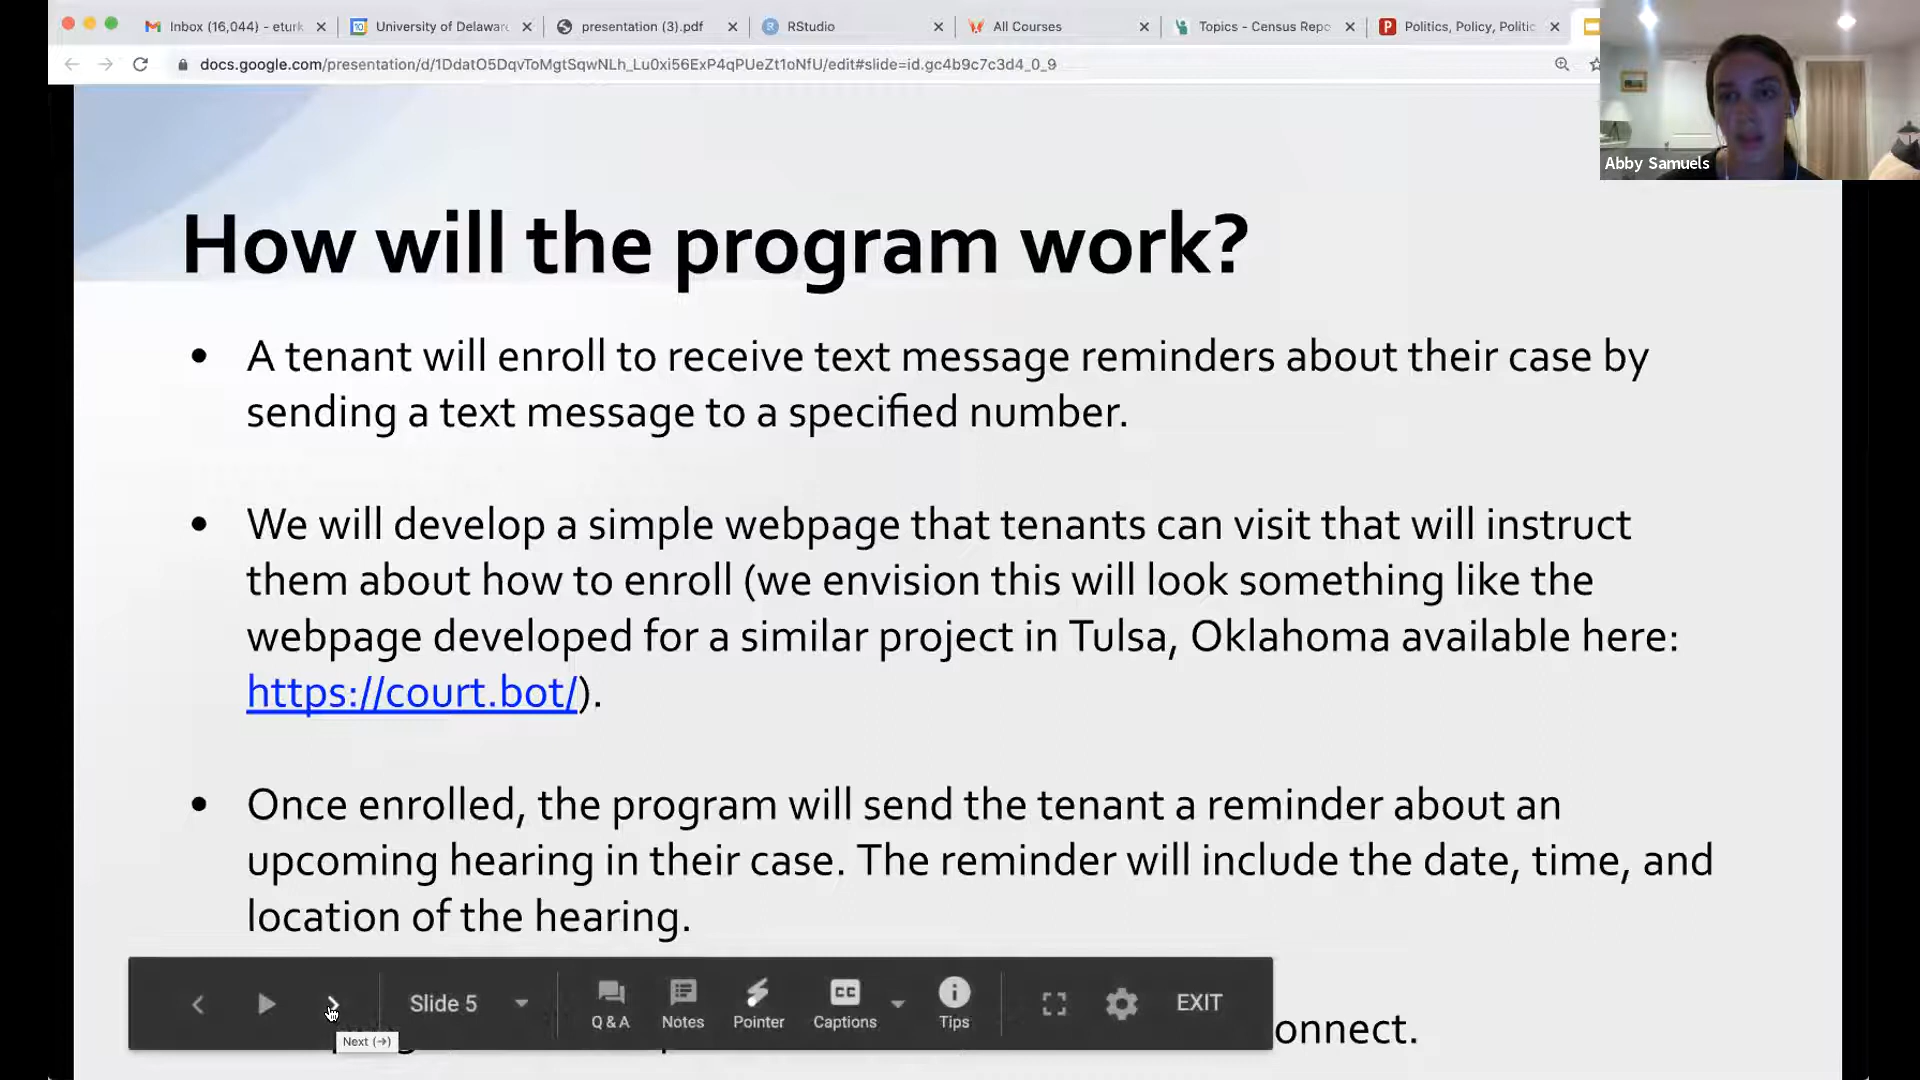 Inbox (16,044) - eturk
University of Delaware
presentation (3).pdf
RStudio
All Courses
Topics - Census Repo
Politics, Policy, Politic
docs.google.com/presentation/d/1DdatO5DqvToMgtSqwNLh_Lu0xi56ExP4qPUeZt1oNfU/edit#slide=id.gc4b9c7c3d4_0_9
Abby Samuels
How will the program work?
• A tenant will enroll to receive text message reminders about their case by
sending a text message to a specified number.
• We will develop a simple webpage that tenants can visit that will instruct
them about how to enroll (we envision this will look something like the
webpage developed for a similar project in Tulsa, Oklahoma available here:
https://court.bot/).
• Once enrolled, the program will send the tenant a reminder about an
upcoming hearing in their case. The reminder will include the date, time, and
location of the hearing.
Slide 5
Q & A
Notes
Pointer
CC
Captions
Tips
EXIT
Next (→)
onnect.